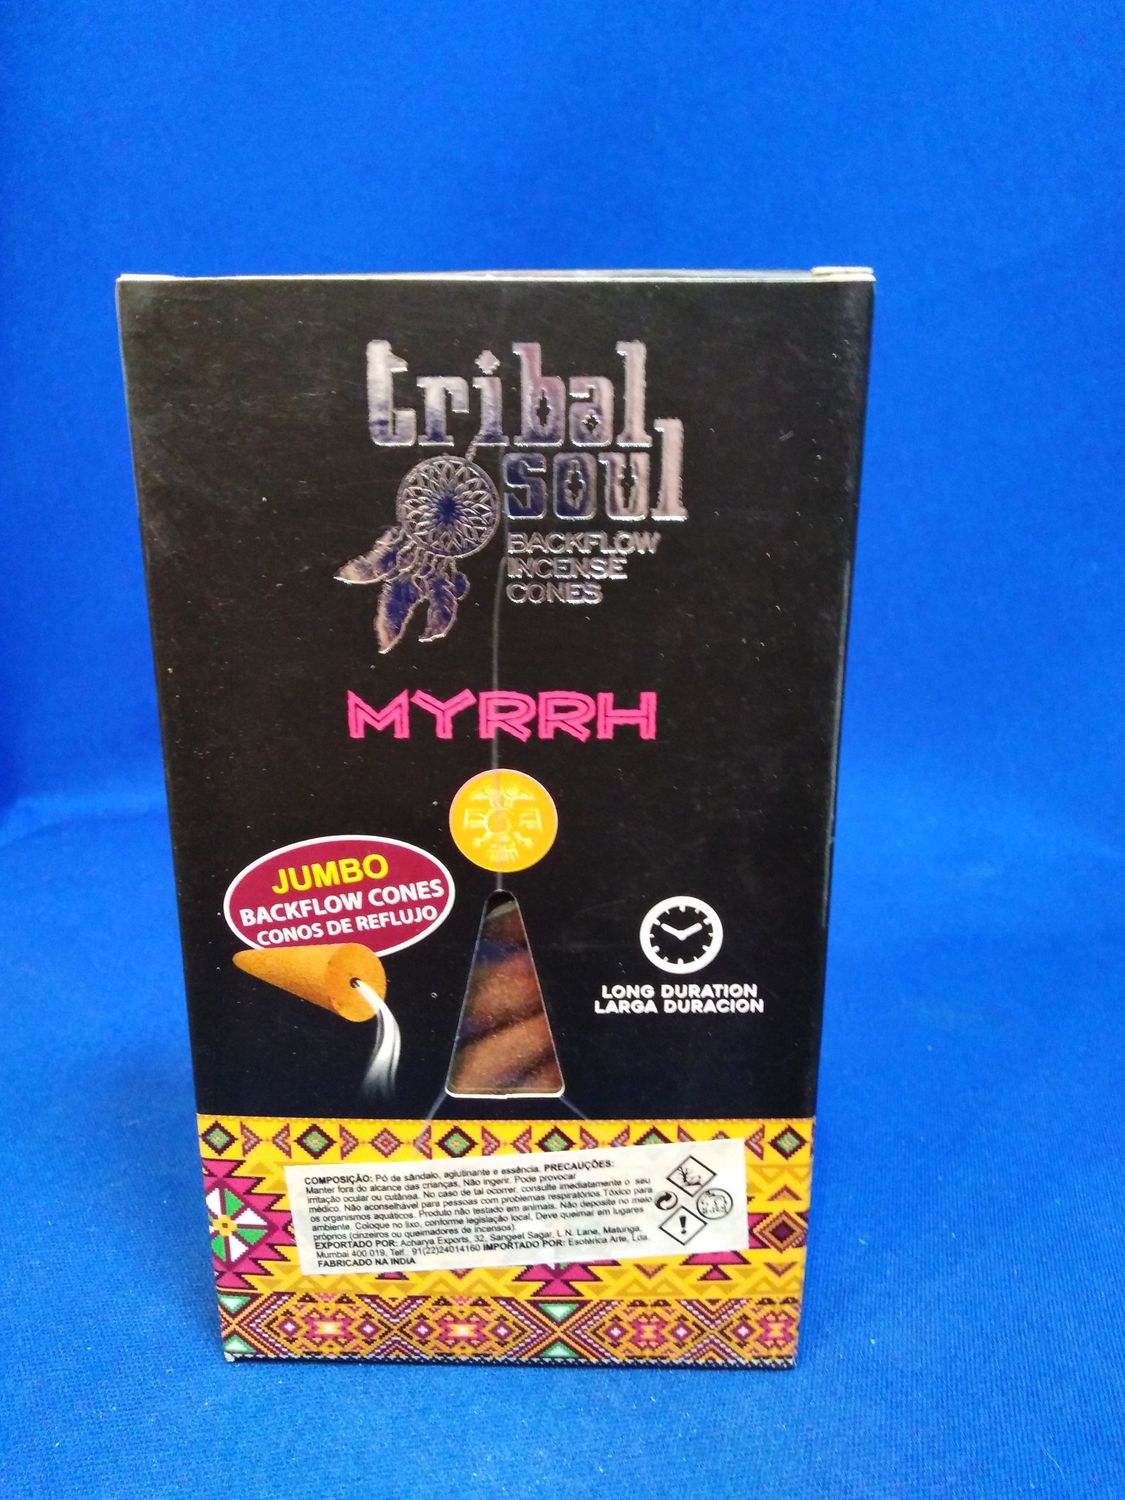 tribal
soul
BACKFLOW
INCENSE
CONES
MYRRH
JUMBO
BACKFLOW CONES
CONOS DE REFLUJO
LONG DURATION
LARGA DURACION
COMPOSIÇÃO: Pó de sândalo, aglutinante e essência. PRECAUÇÕES:
Manter fora do alcance das crianças. Não ingerir. Pode provocar
irritação ocular ou cutânea. No caso de tal ocorrer, consulte imediatamente o seu
médico. Não aconselhável para pessoas com problemas respiratórios. Tóxico para
os organismos aquáticos. Produto não testado em animais. Não deposite no meio
ambiente. Coloque no lixo, conforme legislação local. Deve queimar em lugares
próprios (cinzeiros ou queimadores de incensos).
EXPORTADO POR: Acharya Exports, 32, Sangeet Sagar, L.N. Lane, Matunga,
Mumbai 400 019, Telf.: 91(22)24014160 IMPORTADO POR: Esotérica Arte, Lda.
FABRICADO NA INDIA